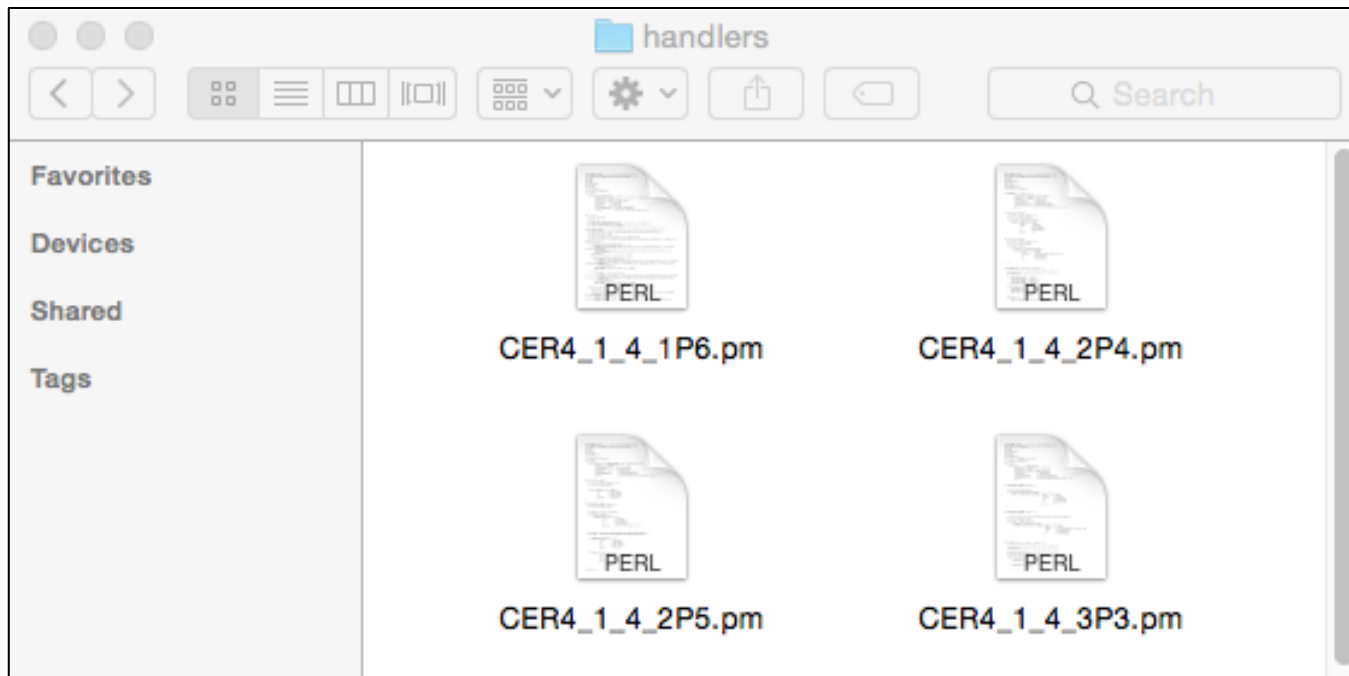 handlers
Search
Favorites
Devices
Shared
Tags
PERL
PERL
CER4_1_4_1P6.pm
CER4_1_4_2P4.pm
PERL
PERL
CER4_1_4_2P5.pm
CER4_1_4_3P3.pm